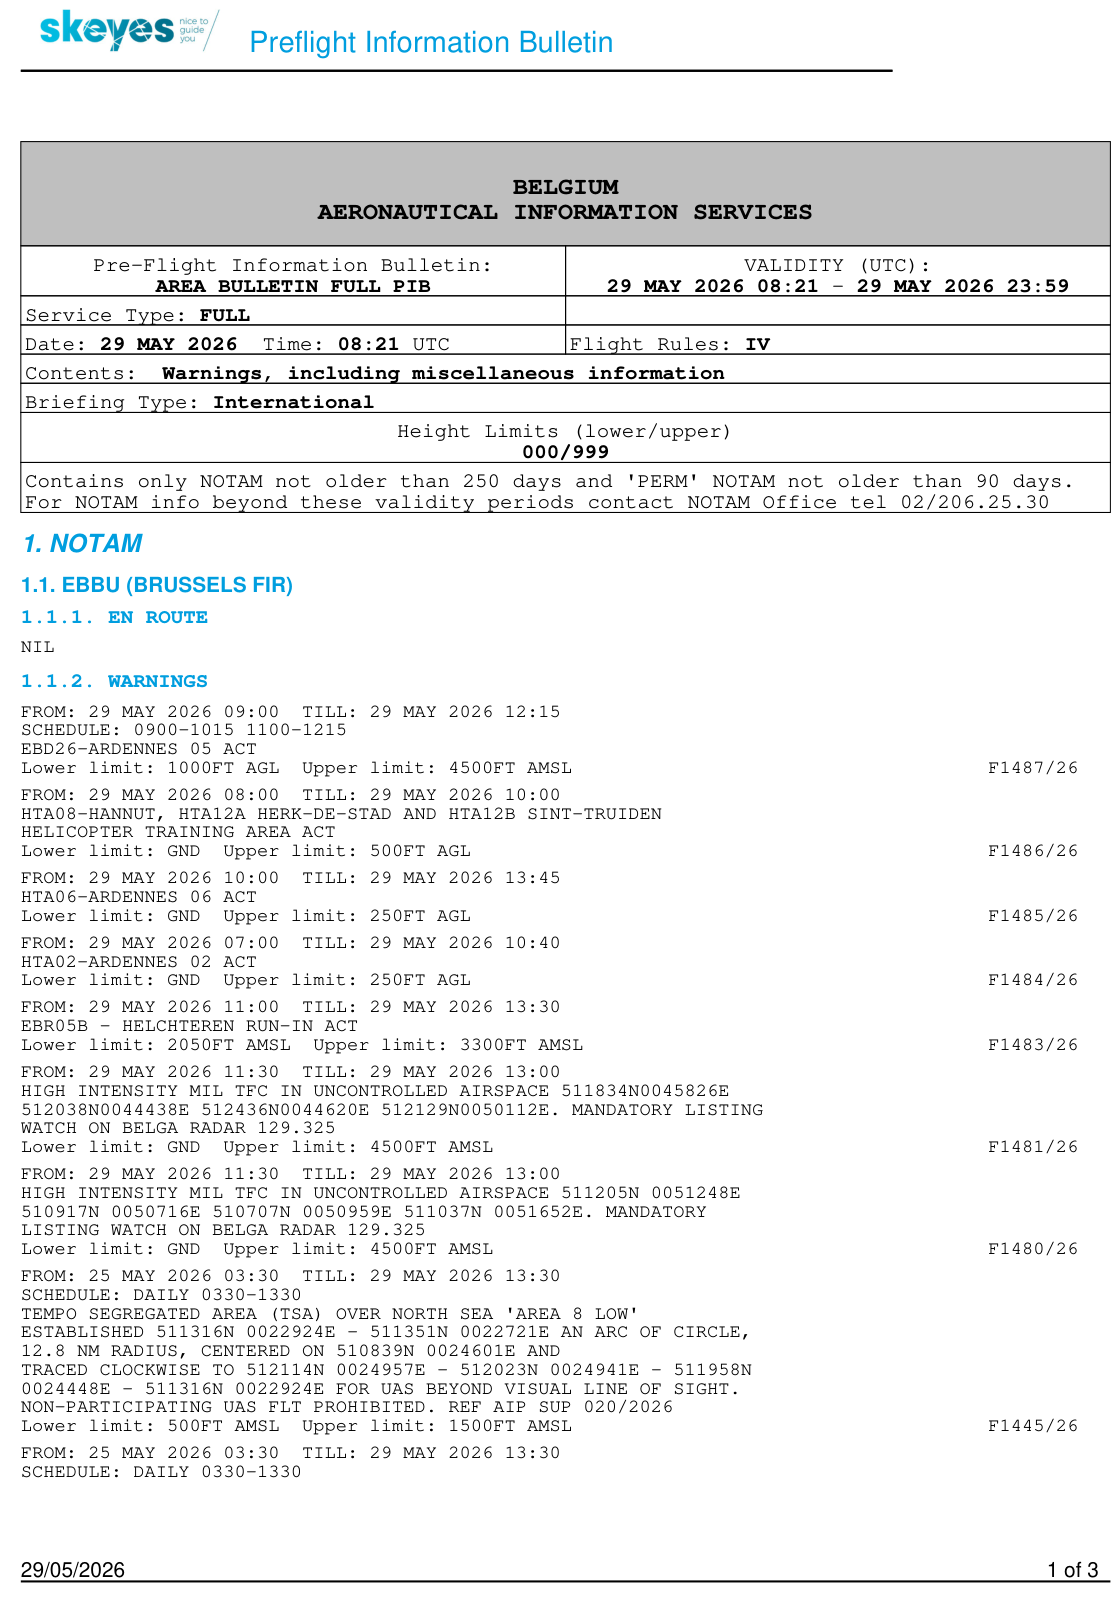 skeyes nice to guide you
Preflight Information Bulletin
BELGIUM
AERONAUTICAL INFORMATION SERVICES
Pre-Flight Information Bulletin:
AREA BULLETIN FULL PIB
VALIDITY (UTC):
29 MAY 2026 08:21 - 29 MAY 2026 23:59
Service Type: FULL
Date: 29 MAY 2026 Time: 08:21 UTC
Flight Rules: IV
Contents: Warnings, including miscellaneous information
Briefing Type: International
Height Limits (lower/upper)
000/999
Contains only NOTAM not older than 250 days and 'PERM' NOTAM not older than 90 days.
For NOTAM info beyond these validity periods contact NOTAM Office tel 02/206.25.30
1. NOTAM
1.1. EBBU (BRUSSELS FIR)
1.1.1. EN ROUTE
NIL
1.1.2. WARNINGS
FROM: 29 MAY 2026 09:00 TILL: 29 MAY 2026 12:15
SCHEDULE: 0900-1015 1100-1215
EBD26-ARDENNES 05 ACT
Lower limit: 1000FT AGL Upper limit: 4500FT AMSL F1487/26
FROM: 29 MAY 2026 08:00 TILL: 29 MAY 2026 10:00
HTA08-HANNUT, HTA12A HERK-DE-STAD AND HTA12B SINT-TRUIDEN
HELICOPTER TRAINING AREA ACT
Lower limit: GND Upper limit: 500FT AGL F1486/26
FROM: 29 MAY 2026 10:00 TILL: 29 MAY 2026 13:45
HTA06-ARDENNES 06 ACT
Lower limit: GND Upper limit: 250FT AGL F1485/26
FROM: 29 MAY 2026 07:00 TILL: 29 MAY 2026 10:40
HTA02-ARDENNES 02 ACT
Lower limit: GND Upper limit: 250FT AGL F1484/26
FROM: 29 MAY 2026 11:00 TILL: 29 MAY 2026 13:30
EBR05B - HELCHTEREN RUN-IN ACT
Lower limit: 2050FT AMSL Upper limit: 3300FT AMSL F1483/26
FROM: 29 MAY 2026 11:30 TILL: 29 MAY 2026 13:00
HIGH INTENSITY MIL TFC IN UNCONTROLLED AIRSPACE 511834N0045826E
512038N0044438E 512436N0044620E 512129N0050112E. MANDATORY LISTING
WATCH ON BELGA RADAR 129.325
Lower limit: GND Upper limit: 4500FT AMSL F1481/26
FROM: 29 MAY 2026 11:30 TILL: 29 MAY 2026 13:00
HIGH INTENSITY MIL TFC IN UNCONTROLLED AIRSPACE 511205N 0051248E
510917N 0050716E 510707N 0050959E 511037N 0051652E. MANDATORY
LISTING WATCH ON BELGA RADAR 129.325
Lower limit: GND Upper limit: 4500FT AMSL F1480/26
FROM: 25 MAY 2026 03:30 TILL: 29 MAY 2026 13:30
SCHEDULE: DAILY 0330-1330
TEMPO SEGREGATED AREA (TSA) OVER NORTH SEA 'AREA 8 LOW'
ESTABLISHED 511316N 0022924E - 511351N 0022721E AN ARC OF CIRCLE,
12.8 NM RADIUS, CENTERED ON 510839N 0024601E AND
TRACED CLOCKWISE TO 512114N 0024957E - 512023N 0024941E - 511958N
0024448E - 511316N 0022924E FOR UAS BEYOND VISUAL LINE OF SIGHT.
NON-PARTICIPATING UAS FLT PROHIBITED. REF AIP SUP 020/2026
Lower limit: 500FT AMSL Upper limit: 1500FT AMSL F1445/26
FROM: 25 MAY 2026 03:30 TILL: 29 MAY 2026 13:30
SCHEDULE: DAILY 0330-1330
29/05/2026 1 of 3